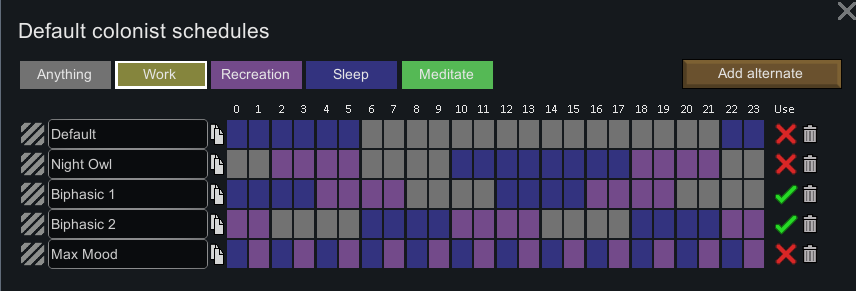 Default colonist schedules
Anything Work Recreation Sleep Meditate Add alternate
0 1 2 3 4 5 6 7 8 9 10 11 12 13 14 15 16 17 18 19 20 21 22 23 Use
Default
Night Owl
Biphasic 1
Biphasic 2
Max Mood